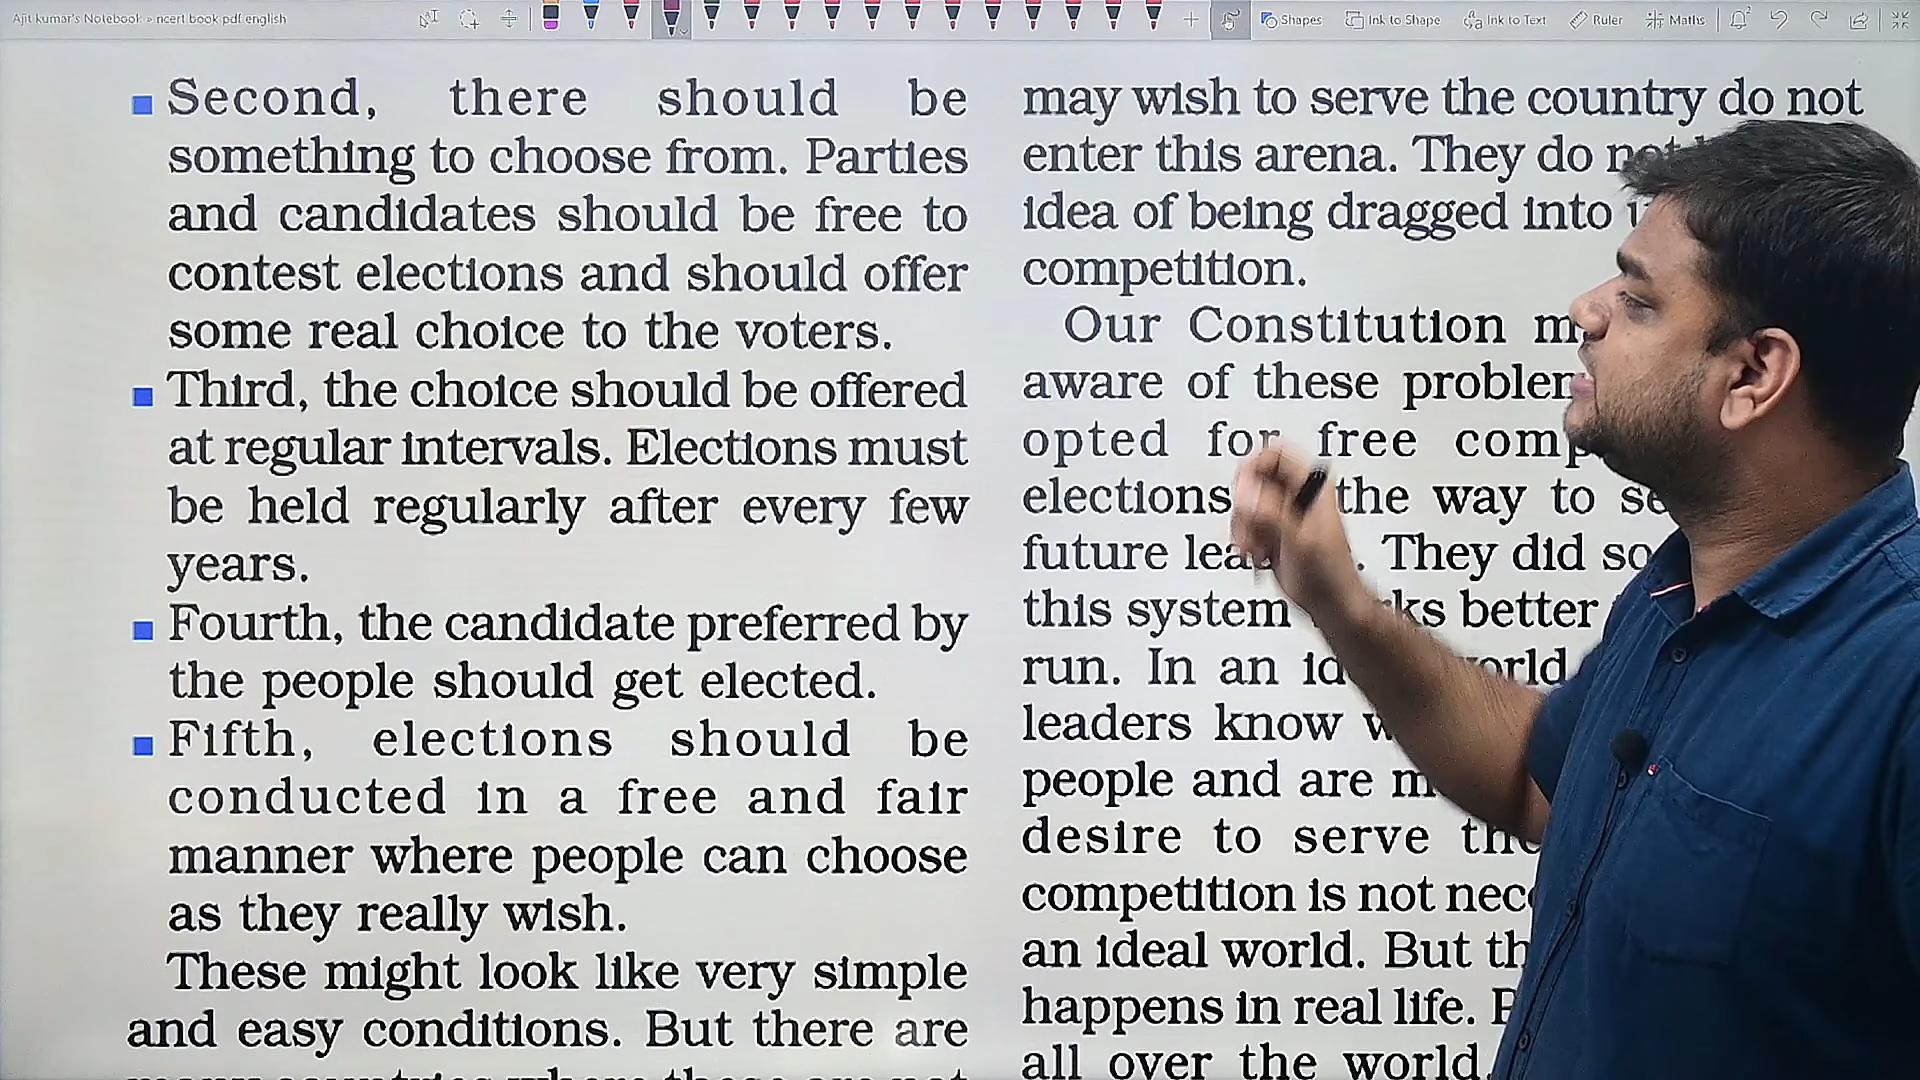 Ajit kumar's Notebook » ncert book pdf english
Shapes
Ink to Shape
Ink to Text
Ruler
Maths
Second, there should be
something to choose from. Parties
and candidates should be free to
contest elections and should offer
some real choice to the voters.
Third, the choice should be offered
at regular intervals. Elections must
be held regularly after every few
years.
Fourth, the candidate preferred by
the people should get elected.
Fifth, elections should be
conducted in a free and fair
manner where people can choose
as they really wish.
These might look like very simple
and easy conditions. But there are
may wish to serve the country do not
enter this arena. They do not
idea of being dragged into
competition.
Our Constitution
aware of these
opted for free
elections the way to
future They did so
this system better
run. In an
leaders know
people and are
desire to serve
competition is not
an ideal world. But
happens in real life.
all over the world.